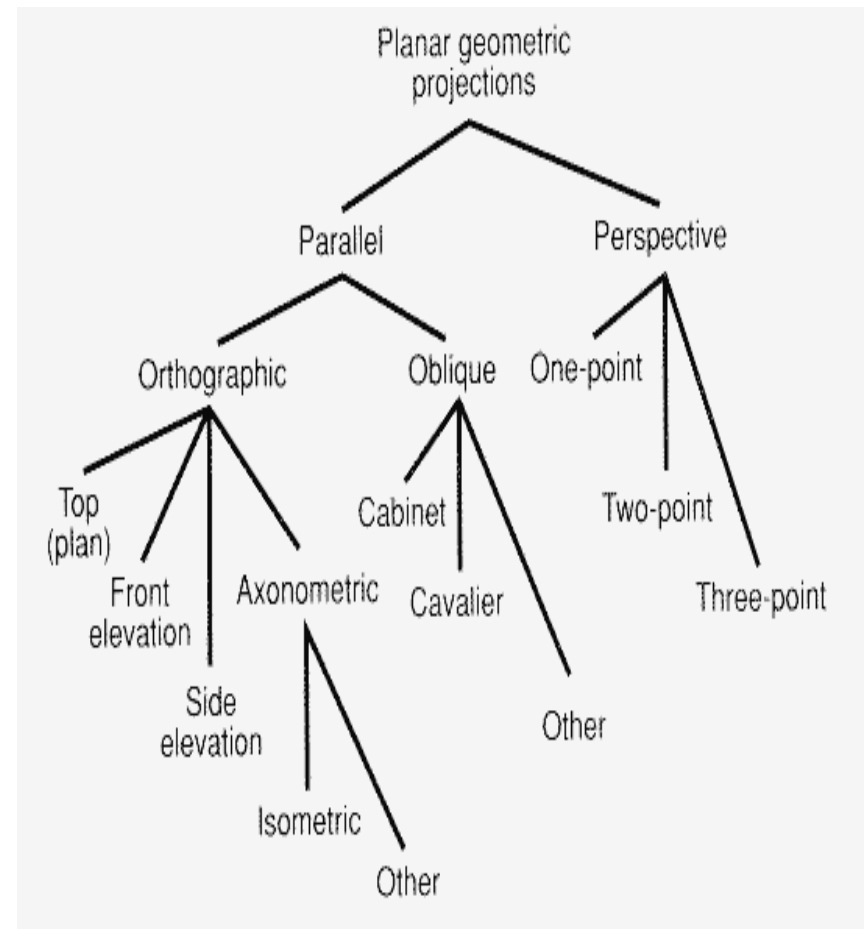 Planar geometric
projections
Parallel
Perspective
Orthographic
Oblique
One-point
Top
(plan)
Cabinet
Two-point
Front
elevation
Axonometric
Cavalier
Three-point
Side
elevation
Other
Isometric
Other